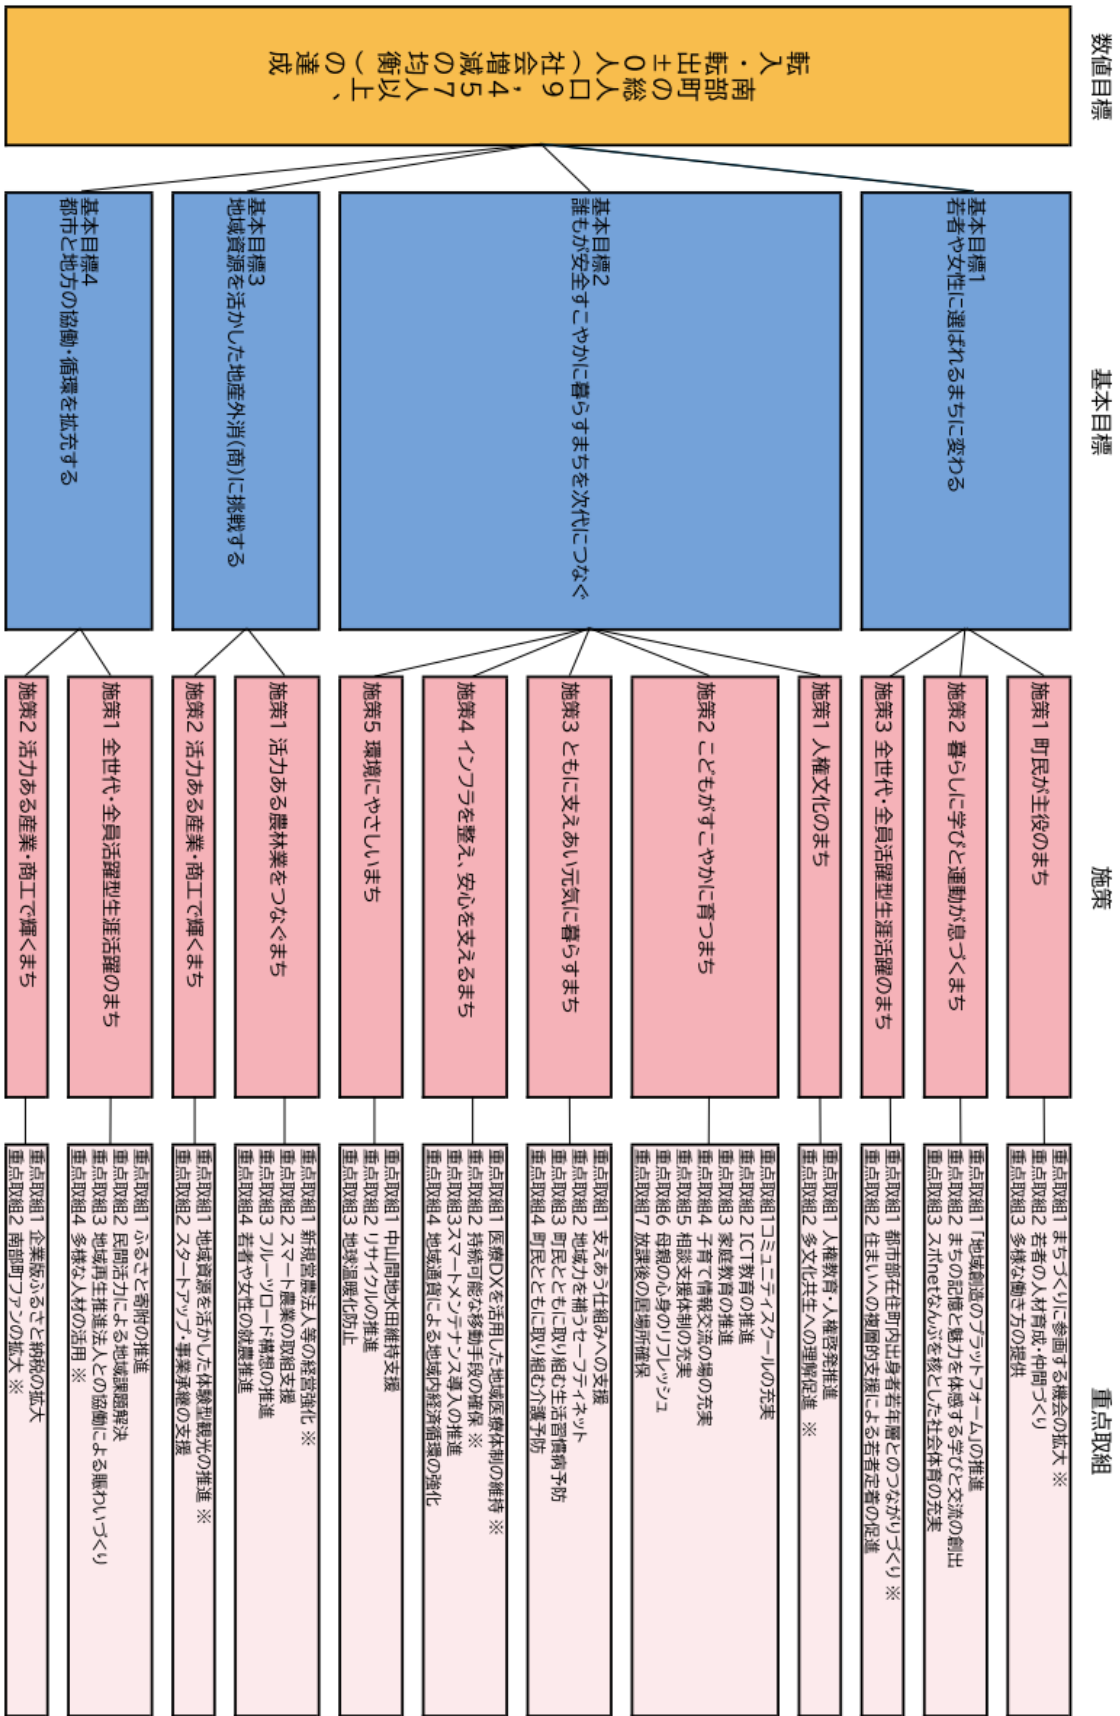 数値目標
基本目標
施策
重点取組
南部町の総人口9，457人以上、
転入・転出±0人（社会増減の均衡）の達成
基本目標1
若者や女性に選ばれるまちに変わる
施策1 町民が主役のまち
重点取組1 まちづくりに参画する機会の拡大 ※
重点取組2 若者の人材育成・仲間づくり
重点取組3 多様な働き方の提供
施策2 暮らしに学びと運動が息づくまち
重点取組1 「地域創造のプラットフォーム」の推進
重点取組2 まちの記憶と魅力を体感する学びと交流の創出
重点取組3 スポnetなんぶを核とした社会体育の充実
施策3 全世代・全員活躍型生涯活躍のまち
重点取組1 都市部在住町内出身者若年層とのつながりづくり ※
重点取組2 住まいへの複層的支援による若者定着の促進
基本目標2
誰もが安全すこやかに暮らすまちを次代につなぐ
施策1 人権文化のまち
重点取組1 人権教育・人権啓発推進
重点取組2 多文化共生への理解促進 ※
施策2 こどもがすこやかに育つまち
重点取組1コミュニティスクールの充実
重点取組2 ICT教育の推進
重点取組3 家庭教育の推進
重点取組4 子育て情報交流の場の充実
重点取組5 相談支援体制の充実
重点取組6 母親の心身のリフレッシュ
重点取組7 放課後の居場所確保
施策3 ともに支えあい元気に暮らすまち
重点取組1 支えあう仕組みへの支援
重点取組2 地域力を補うセーフティネット
重点取組3 町民とともに取り組む生活習慣病予防
重点取組4 町民とともに取り組む介護予防
施策4 インフラを整え、安心を支えるまち
重点取組1 医療DXを活用した地域医療体制の維持 ※
重点取組2 持続可能な移動手段の確保 ※
重点取組3スマートメンテナンス導入の推進
重点取組4 地域通貨による地域内経済循環の強化
施策5 環境にやさしいまち
重点取組1 中山間地水田維持支援
重点取組2 リサイクルの推進
重点取組3 地球温暖化防止
基本目標3
地域資源を活かした地産外消(商)に挑戦する
施策1 活力ある農林業をつなぐまち
重点取組1 新規営農法人等の経営強化 ※
重点取組2 スマート農業の取組支援
重点取組3 フルーツロード構想の推進
重点取組4 若者や女性の就農推進
施策2 活力ある産業・商工で輝くまち
重点取組1 地域資源を活かした体験型観光の推進 ※
重点取組2 スタートアップ・事業承継の支援
基本目標4
都市と地方の協働・循環を拡充する
施策1 全世代・全員活躍型生涯活躍のまち
重点取組1 ふるさと寄附の推進
重点取組2 民間活力による地域課題解決
重点取組3 地域再生推進法人との協働による賑わいづくり
重点取組4 多様な人材の活用 ※
施策2 活力ある産業・商工で輝くまち
重点取組1 企業版ふるさと納税の拡大
重点取組2 南部町ファンの拡大 ※